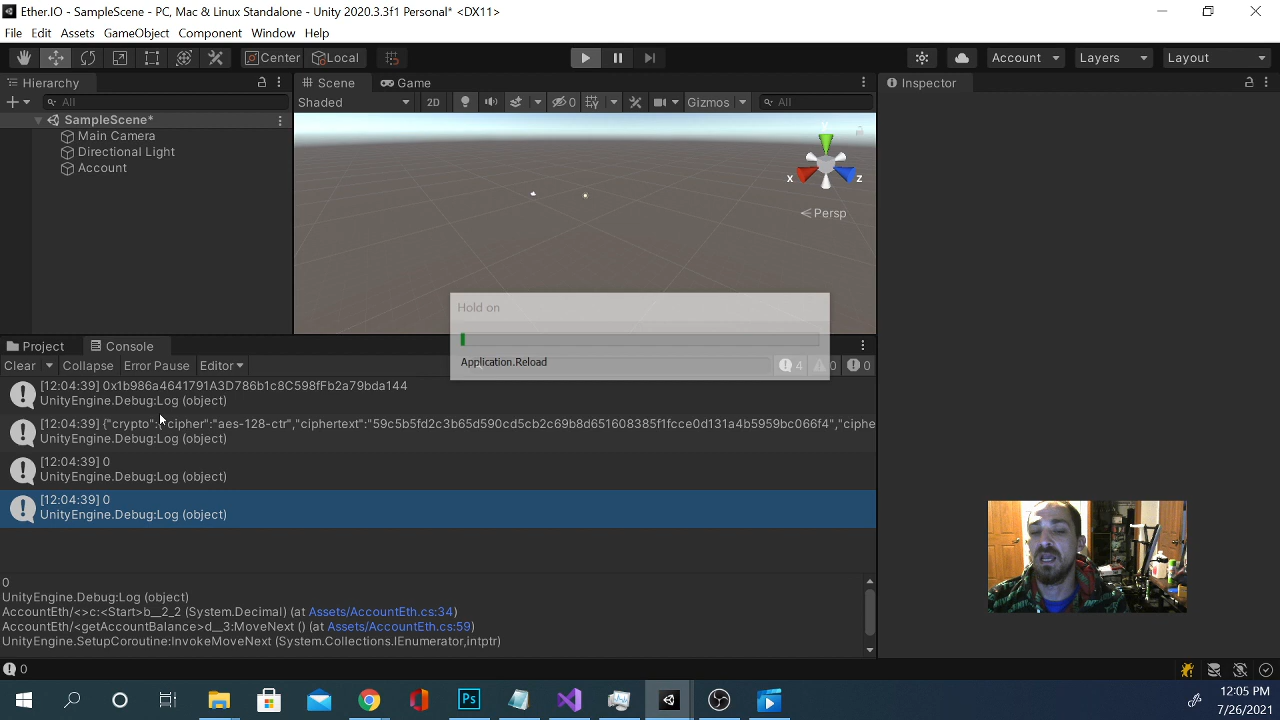 Ether.IO - SampleScene - PC, Mac & Linux Standalone - Unity 2020.3.3f1 Personal* <DX11>
File Edit Assets GameObject Component Window Help
Center Local Account Layers Layout
Hierarchy Scene Game Inspector
All Shaded 2D 0 Gizmos All
SampleScene*
Main Camera
Directional Light
Account
x z
Persp
Hold on
Application.Reload
Project Console
Clear Collapse Error Pause Editor 4 0 0
[12:04:39] 0x1b986a4641791A3D786b1c8C598fFb2a79bda144
UnityEngine.Debug:Log (object)
[12:04:39] {"crypto": "cipher":"aes-128-ctr","ciphertext":"59c5b5fd2c3b65d590cd5cb2c69b8d651608385f1fcce0d131a4b5959bc066f4","ciphe
UnityEngine.Debug:Log (object)
[12:04:39] 0
UnityEngine.Debug:Log (object)
[12:04:39] 0
UnityEngine.Debug:Log (object)
0
UnityEngine.Debug:Log (object)
AccountEth/<>c:<Start>b__2_2 (System.Decimal) (at Assets/AccountEth.cs:34)
AccountEth/<getAccountBalance>d__3:MoveNext () (at Assets/AccountEth.cs:59)
UnityEngine.SetupCoroutine:InvokeMoveNext (System.Collections.IEnumerator,intptr)
0
Ps
12:05 PM
7/26/2021